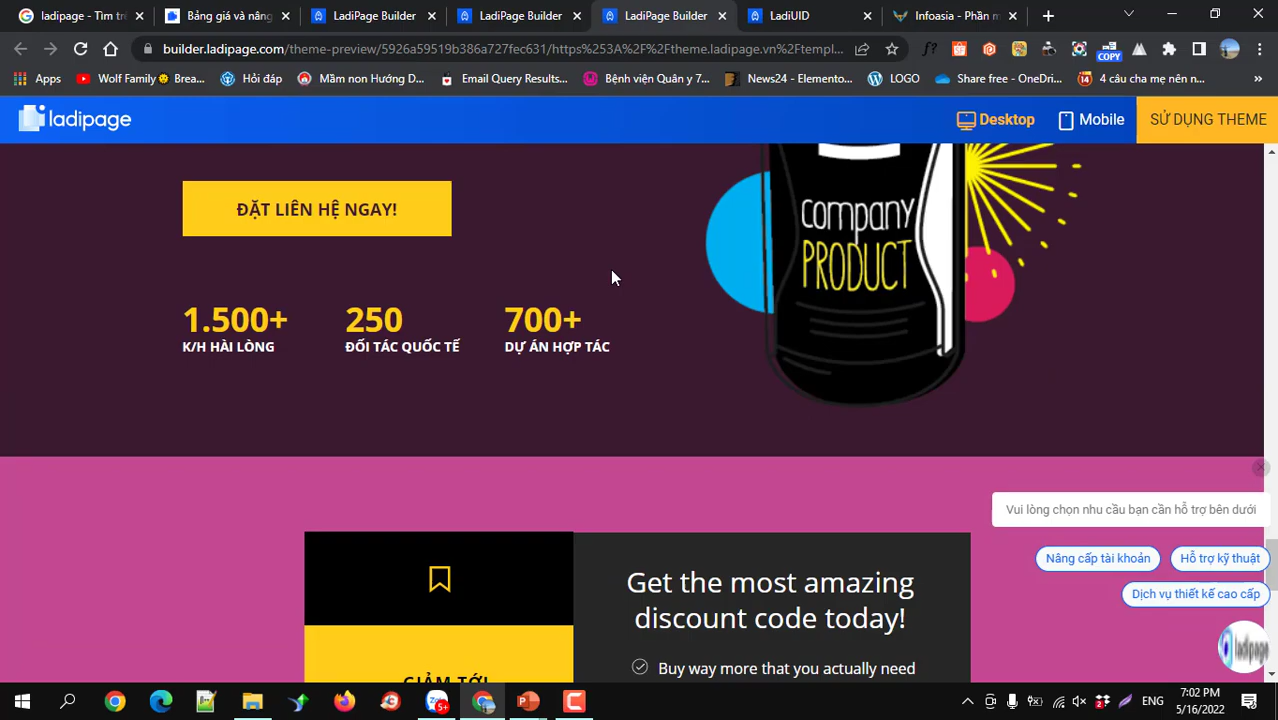 ladipage - Tìm tr
Bảng giá và nân
LadiPage Builder
LadiPage Builder
LadiPage Builder
LadiUID
Infoasia - Phần m
builder.ladipage.com/theme-preview/5926a59519b386a727fec631/https%253A%2F%2Ftheme.ladipage.vn%2Ftempl...
COPY
Apps
Wolf Family Brea...
Hỏi đáp
Mầm non Hướng D...
Email Query Results...
Bệnh viện Quân y 7...
News24 - Elemento...
LOGO
Share free - OneDri...
4 câu cha mẹ nên n...
ladipage
Desktop
Mobile
SỬ DỤNG THEME
ĐẶT LIÊN HỆ NGAY!
company
PRODUCT
1.500+
K/H HÀI LÒNG
250
ĐỐI TÁC QUỐC TẾ
700+
DỰ ÁN HỢP TÁC
Vui lòng chọn nhu cầu bạn cần hỗ trợ bên dưới
Nâng cấp tài khoản
Hỗ trợ kỹ thuật
Dịch vụ thiết kế cao cấp
ladipage
Get the most amazing
discount code today!
Buy way more that you actually need
GIẢM TỚI
5+
ENG
7:02 PM
5/16/2022